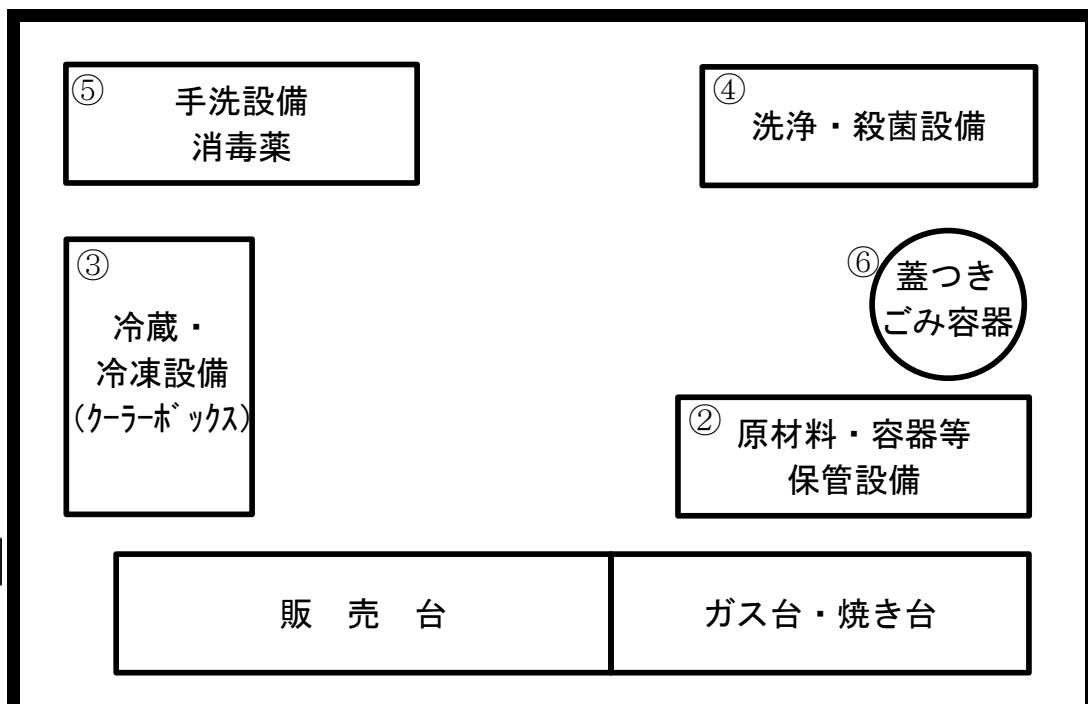 ⑤
手洗設備
消毒薬
④
洗浄・殺菌設備
③
冷蔵・
冷凍設備
(ｸｰﾗｰﾎﾞｯｸｽ)
⑥
蓋つき
ごみ容器
②
原材料・容器等
保管設備
販　売　台
ガス台・焼き台